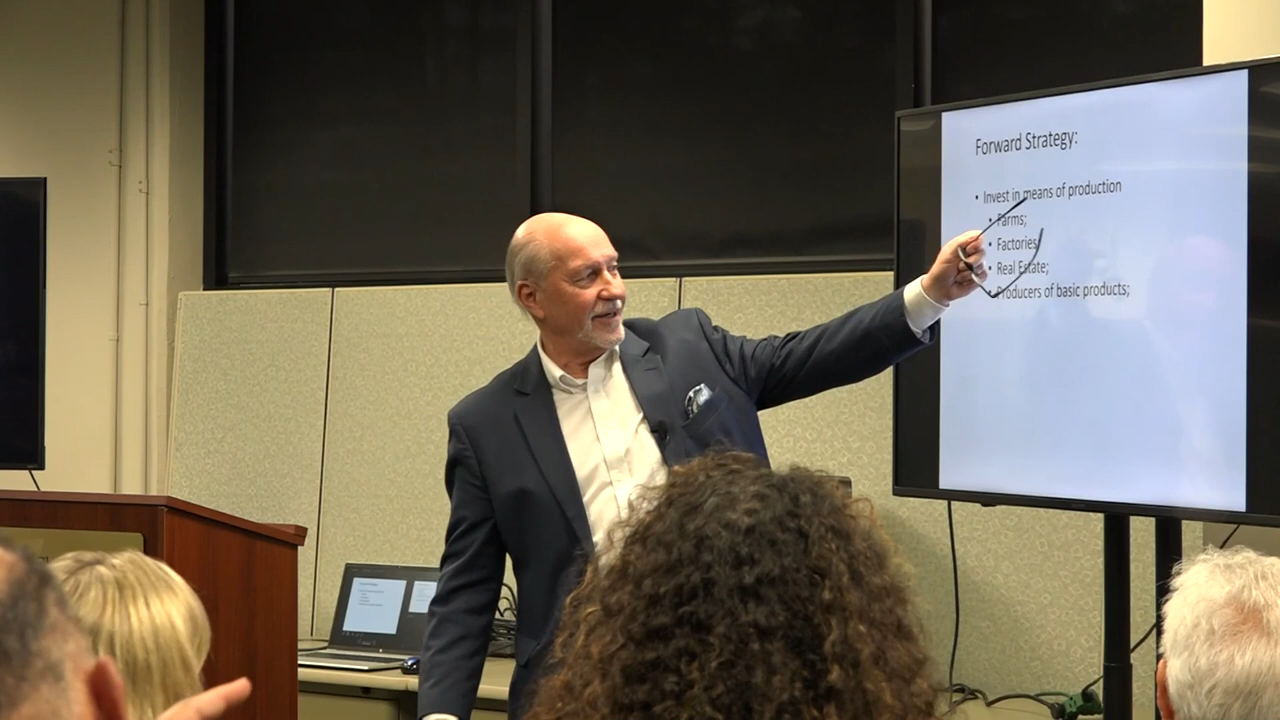 Forward Strategy:
• Invest in means of production
• Farms;
• Factories;
• Real Estate;
• Producers of basic products;